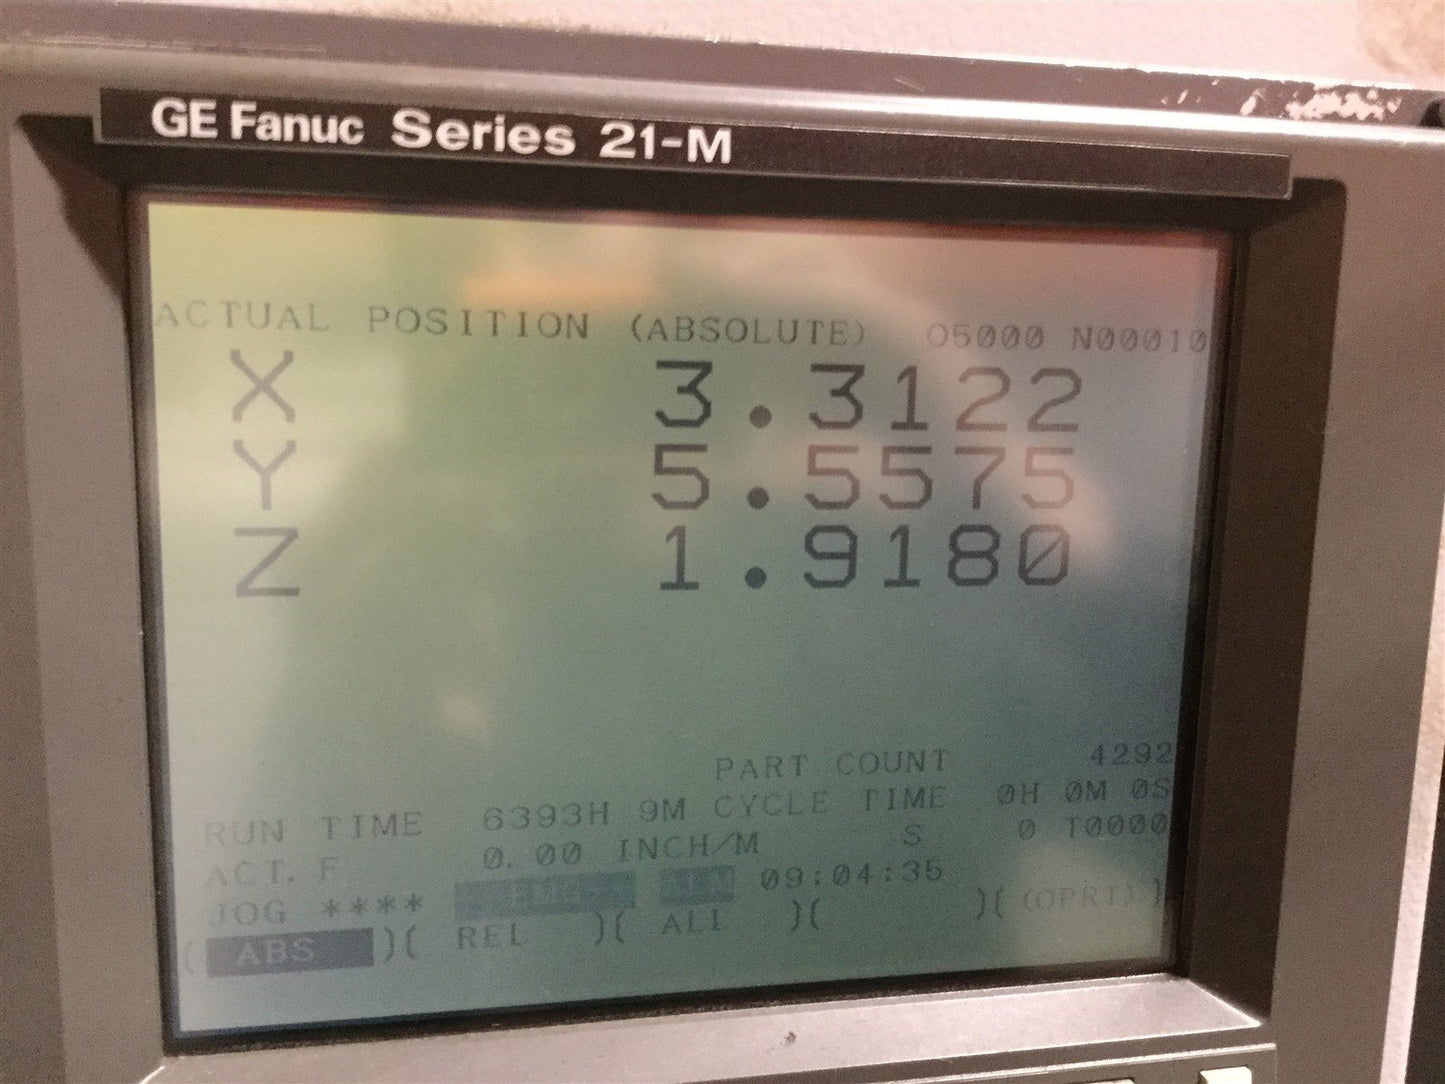 GE Fanuc Series 21-M
ACTUAL POSITION (ABSOLUTE) O5000 N00010
X 3.3122
Y 5.5575
Z 1.9180
PART COUNT 4292
RUN TIME 6393H 9M CYCLE TIME 0H 0M 0S
ACT. F 0.00 INCH/M S 0 T0000
JOG **** ALM 09:04:35
( ABS )( REL )( ALL )( )( (OPRT) )